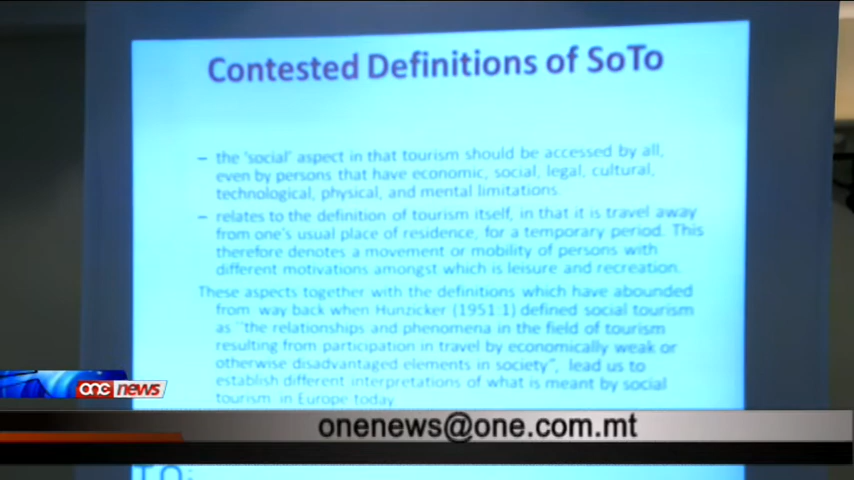 Contested Definitions of SoTo
– the 'social' aspect in that tourism should be accessed by all,
even by persons that have economic, social, legal, cultural,
technological, physical, and mental limitations.
– relates to the definition of tourism itself, in that it is travel away
from one's usual place of residence, for a temporary period. This
therefore denotes a movement or mobility of persons with
different motivations amongst which is leisure and recreation.
These aspects together with the definitions which have abounded
from way back when Hunzicker (1951:1) defined social tourism
as "the relationships and phenomena in the field of tourism
resulting from participation in travel by economically weak or
otherwise disadvantaged elements in society", lead us to
establish different interpretations of what is meant by social
tourism in Europe today.
one news
onenews@one.com.mt